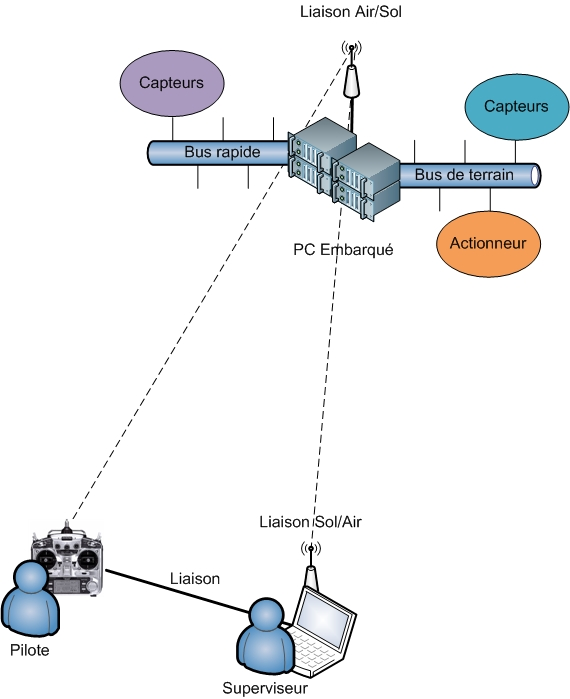 Liaison Air/Sol
Capteurs
Capteurs
Bus rapide
Bus de terrain
Actionneur
PC Embarqué
Liaison Sol/Air
Liaison
Pilote
Superviseur